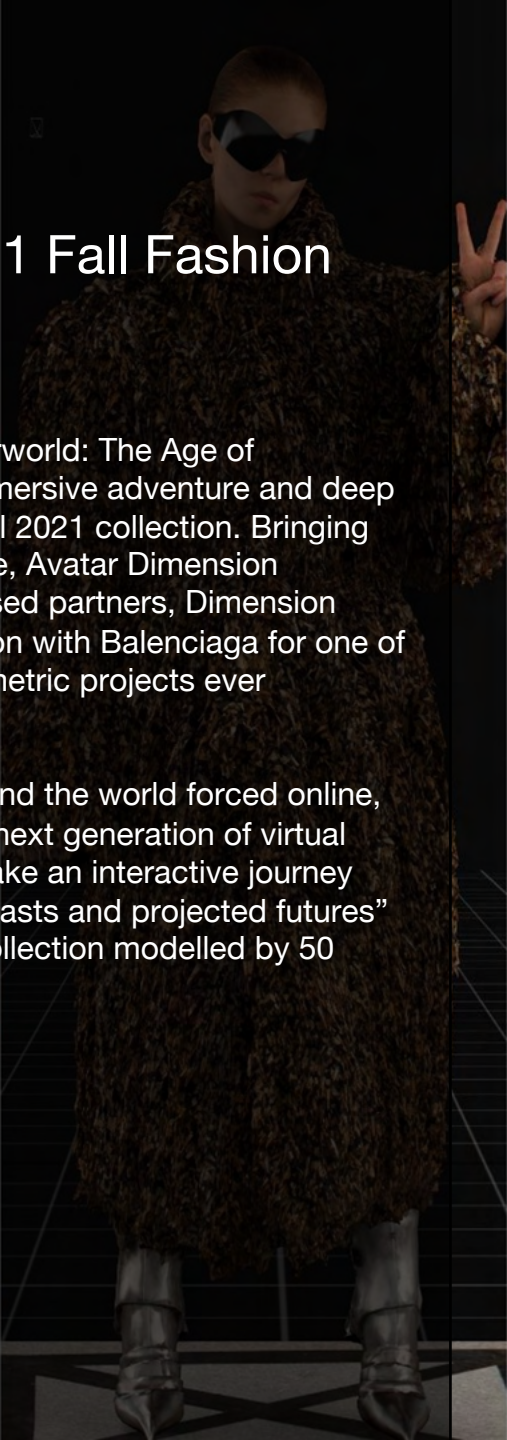 1 Fall Fashion
rworld: The Age of
mersive adventure and deep
l 2021 collection. Bringing
e, Avatar Dimension
sed partners, Dimension
on with Balenciaga for one of
metric projects ever
nd the world forced online,
next generation of virtual
ake an interactive journey
asts and projected futures”
ollection modelled by 50